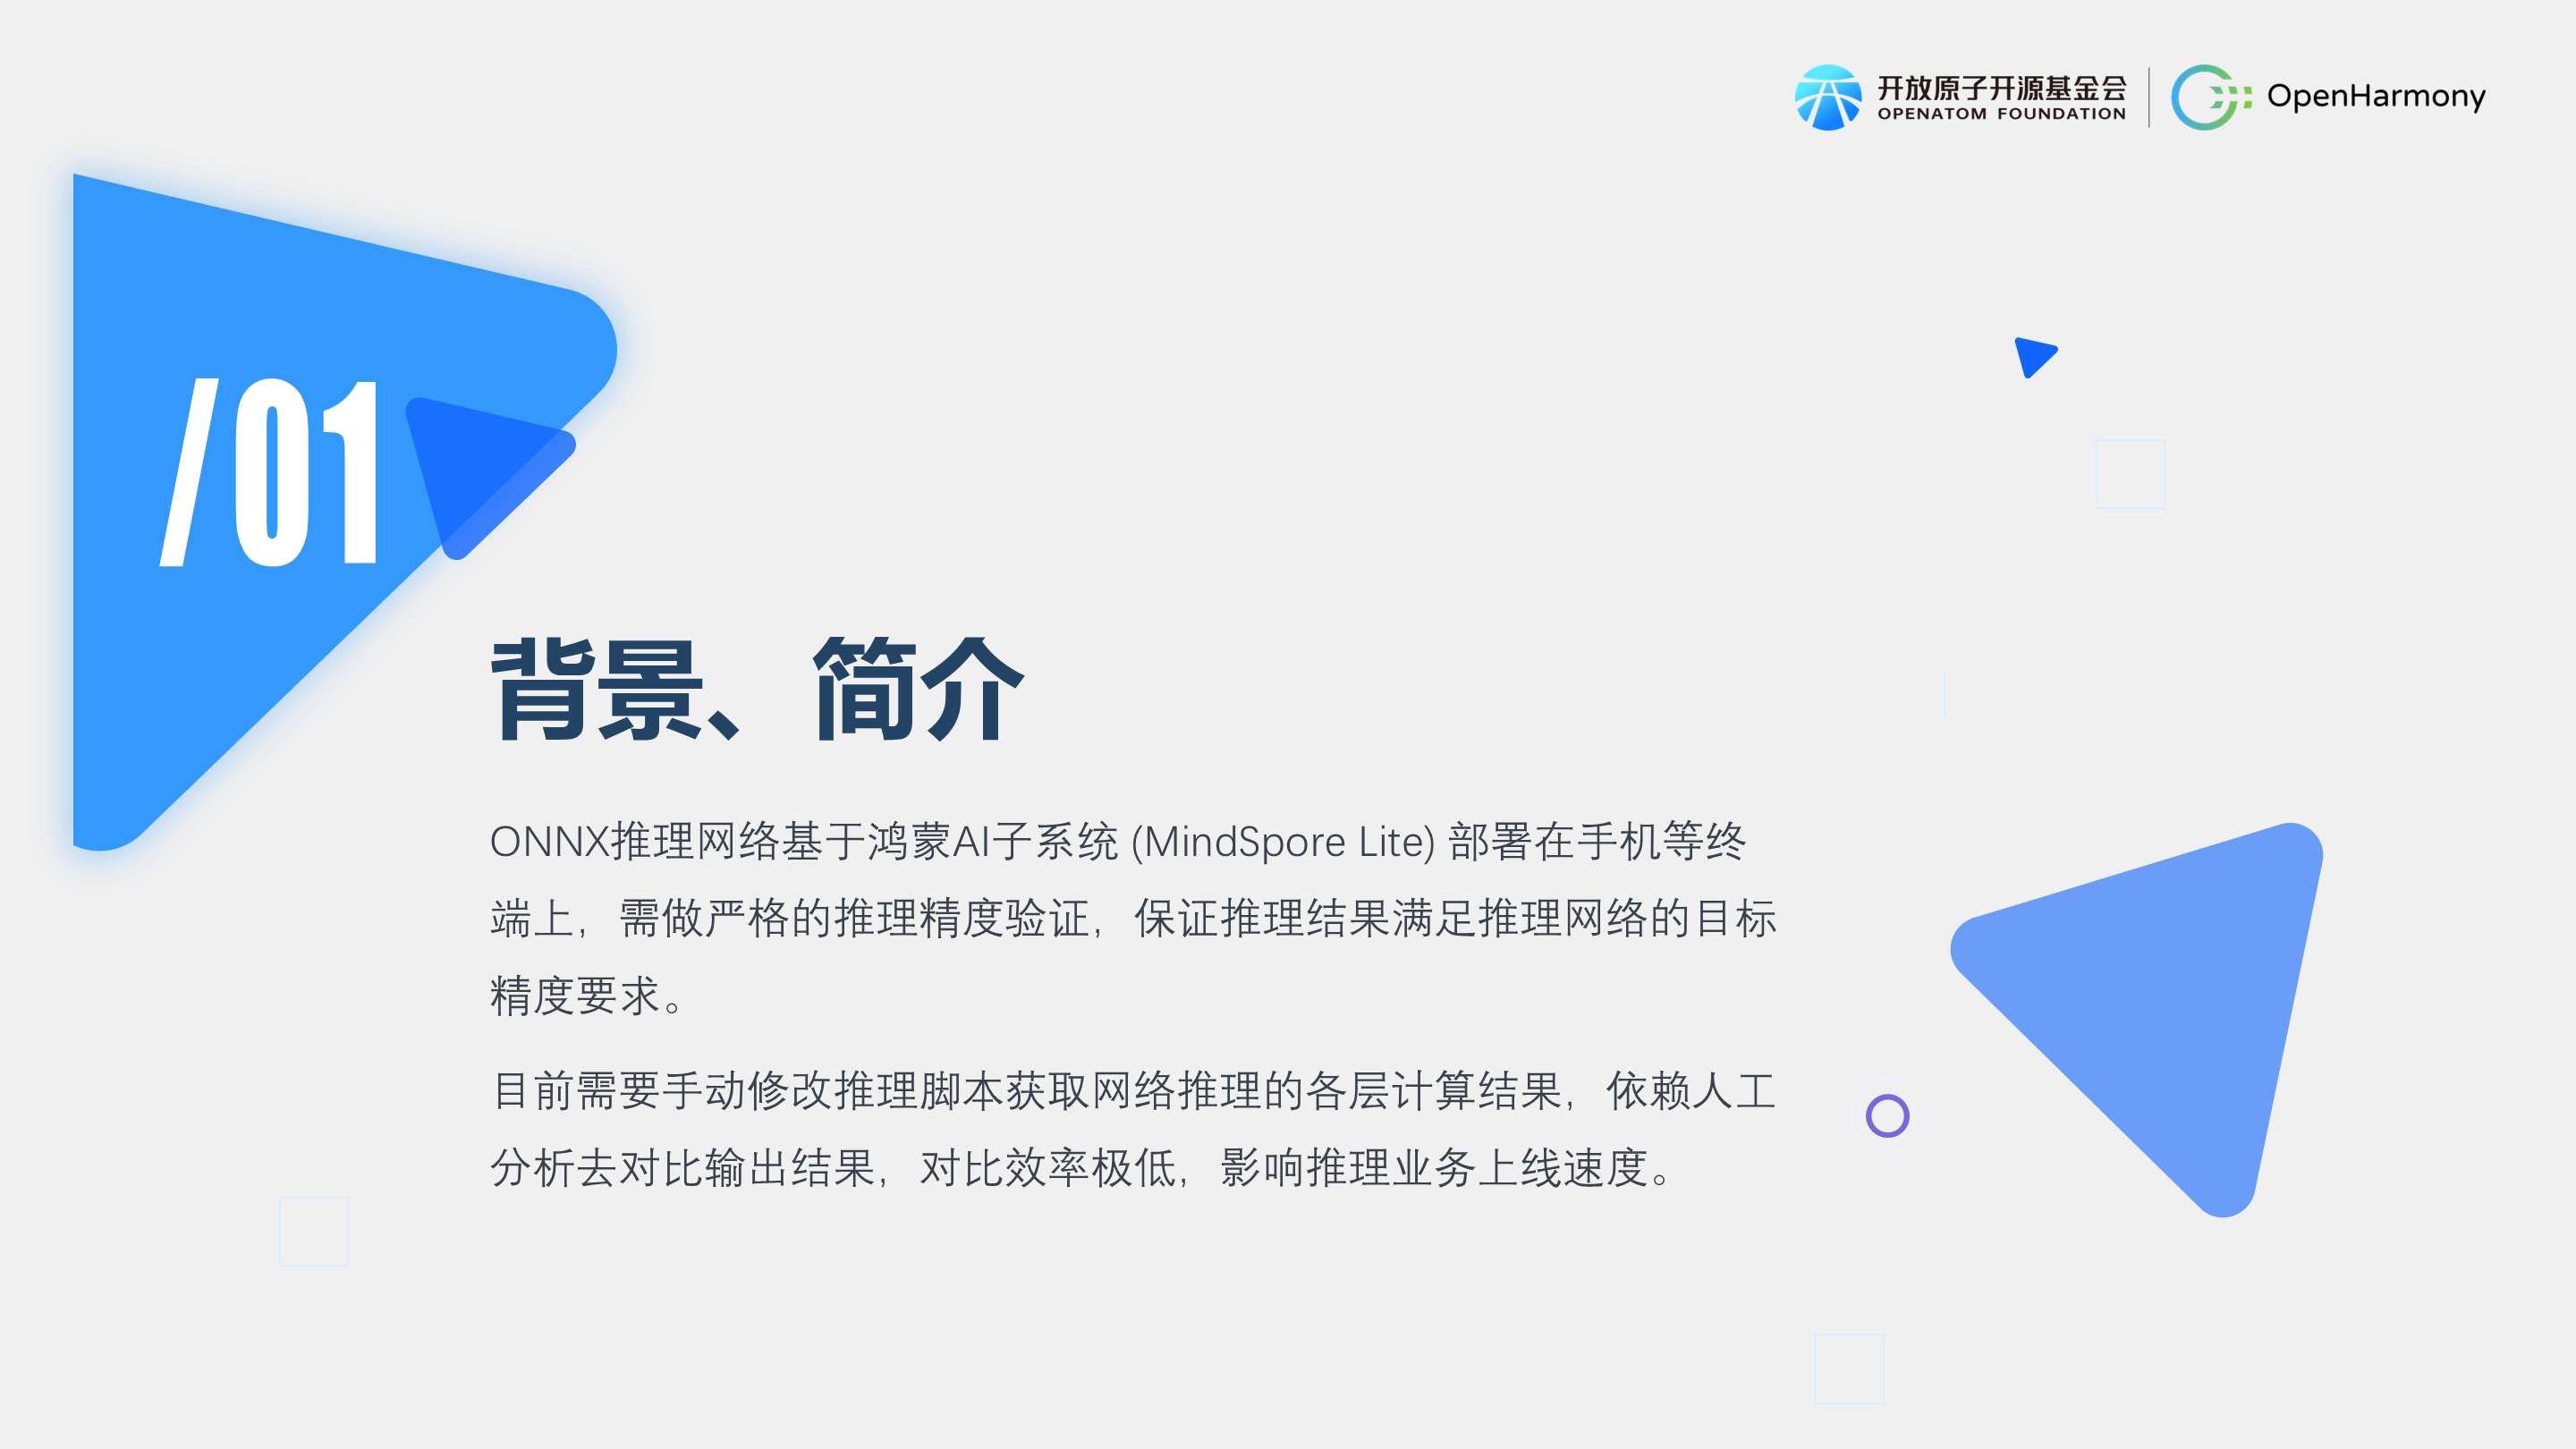 开放原子开源基金会
OPENATOM FOUNDATION
OpenHarmony
/01
背景、简介
ONNX推理网络基于鸿蒙AI子系统 (MindSpore Lite) 部署在手机等终
端上，需做严格的推理精度验证，保证推理结果满足推理网络的目标
精度要求。
目前需要手动修改推理脚本获取网络推理的各层计算结果，依赖人工
分析去对比输出结果，对比效率极低，影响推理业务上线速度。